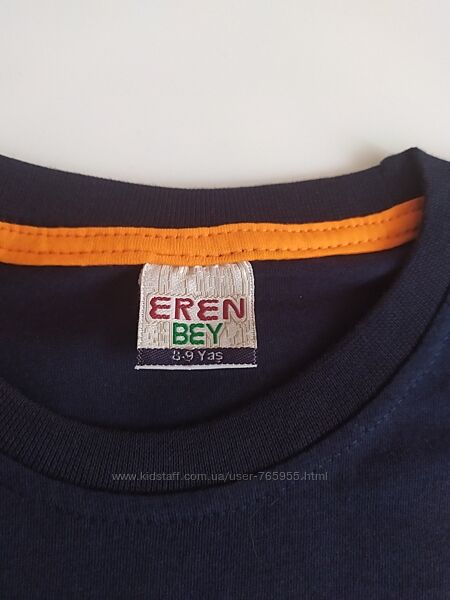 EREN
BEY
8-9 Yaş
www.kidstaff.com.ua/user-765955.html